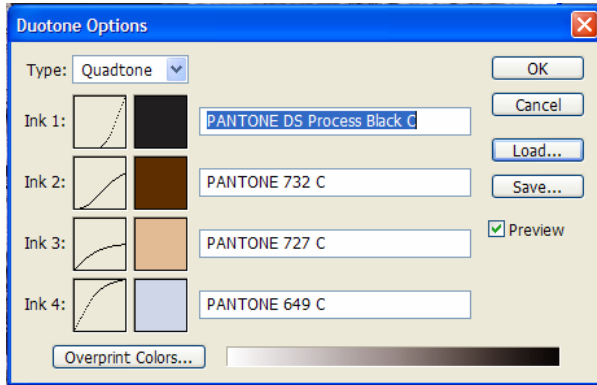 Duotone Options
Type: Quadtone
OK
Ink 1: PANTONE DS Process Black C
Cancel
Load...
Ink 2: PANTONE 732 C
Save...
Ink 3: PANTONE 727 C
Preview
Ink 4: PANTONE 649 C
Overprint Colors...